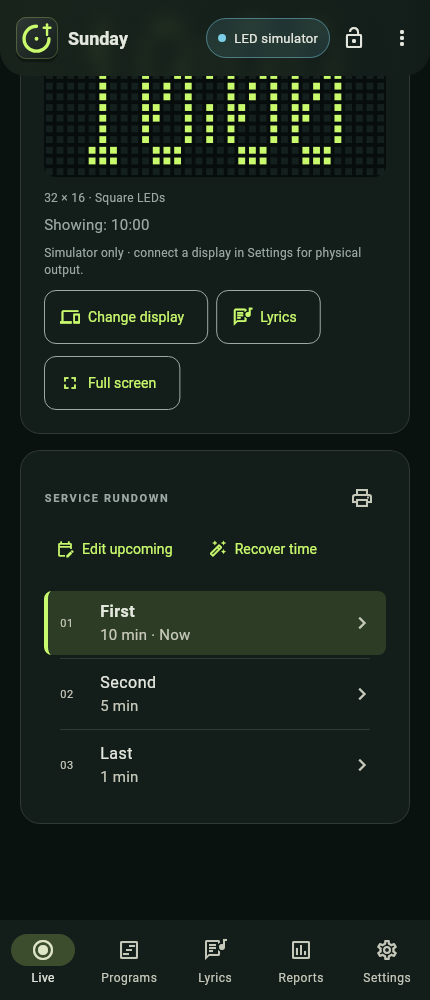 Sunday
LED simulator
32 × 16 · Square LEDs
Showing: 10:00
Simulator only · connect a display in Settings for physical
output.
Change display
Lyrics
Full screen
SERVICE RUNDOWN
Edit upcoming
Recover time
01
First
10 min · Now
02
Second
5 min
03
Last
1 min
Live
Programs
Lyrics
Reports
Settings